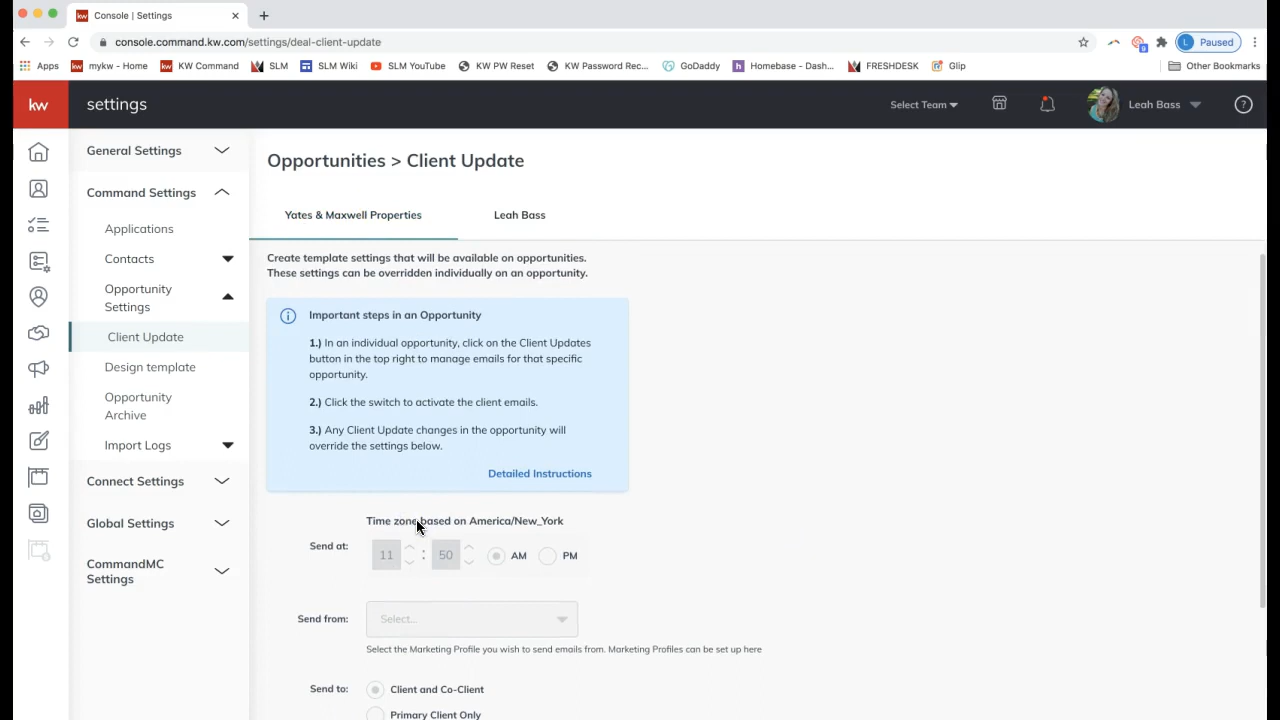 kw Console | Settings
console.command.kw.com/settings/deal-client-update
L Paused
Apps kw mykw - Home kw KW Command SLM SLM Wiki SLM YouTube KW PW Reset KW Password Rec... GoDaddy h Homebase - Dash... FRESHDESK Glip Other Bookmarks
kw settings Select Team Leah Bass ?
General Settings
Command Settings
Applications
Contacts
Opportunity
Settings
Client Update
Design template
Opportunity
Archive
Import Logs
Connect Settings
Global Settings
CommandMC
Settings
Opportunities > Client Update
Yates & Maxwell Properties Leah Bass
Create template settings that will be available on opportunities.
These settings can be overridden individually on an opportunity.
Important steps in an Opportunity
1.) In an individual opportunity, click on the Client Updates
button in the top right to manage emails for that specific
opportunity.
2.) Click the switch to activate the client emails.
3.) Any Client Update changes in the opportunity will
override the settings below.
Detailed Instructions
Time zone based on America/New_York
Send at: 11 : 50 AM PM
Send from: Select...
Select the Marketing Profile you wish to send emails from. Marketing Profiles can be set up here
Send to: Client and Co-Client
Primary Client Only